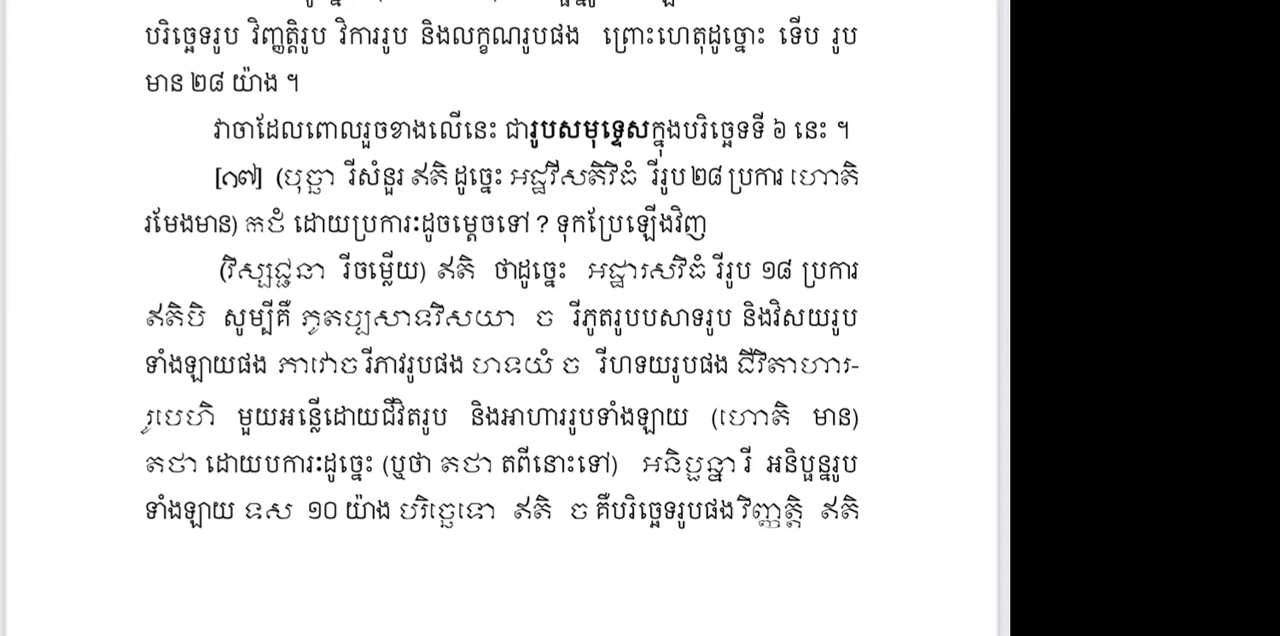 បរិច្ឆេទរូប វិញ្ញត្តិរូប វិការរូប និងលក្ខណរូបផង ព្រោះហេតុដូច្នោះ ទើប រូប
មាន ២៨ យ៉ាង ។
វាចាដែលពោលរួចខាងលើនេះ ជារូបសមុទ្ទេសក្នុងបរិច្ឆេទទី ៦ នេះ ។
[១៧] (បុច្ឆា រីសំនួរ ឥតិ ដូច្នេះ អដ្ឋវីសតិវិធំ រីរូប ២៨ ប្រការ ហោតិ
រមែងមាន) កថំ ដោយប្រការៈដូចម្តេចទៅ ? ទុកប្រែឡើងវិញ
(វិស្សជ្ជនា រីចម្លើយ) ឥតិ ថាដូច្នេះ អដ្ឋារសវិធំ រីរូប ១៨ ប្រការ
ឥតិបិ សូម្បីគឺ ភូតប្បសាទវិសយា ច រីភូតរូបបសាទរូប និងវិសយរូប
ទាំងឡាយផង ភាវោច រីភាវរូបផង ហទយំ ច រីហទយរូបផង ជីវិតាហារ-
រូបេហិ មួយអន្លើដោយជីវិតរូប និងអាហាររូបទាំងឡាយ (ហោតិ មាន)
តថា ដោយបការៈដូច្នេះ (ឬថា តថា តពីនោះទៅ) អនិប្ផន្នា រី អនិប្ផន្នរូប
ទាំងឡាយ ទស ១០ យ៉ាង បរិច្ឆេទោ ឥតិ ច គឺបរិច្ឆេទរូបផង វិញ្ញត្តិ ឥតិ